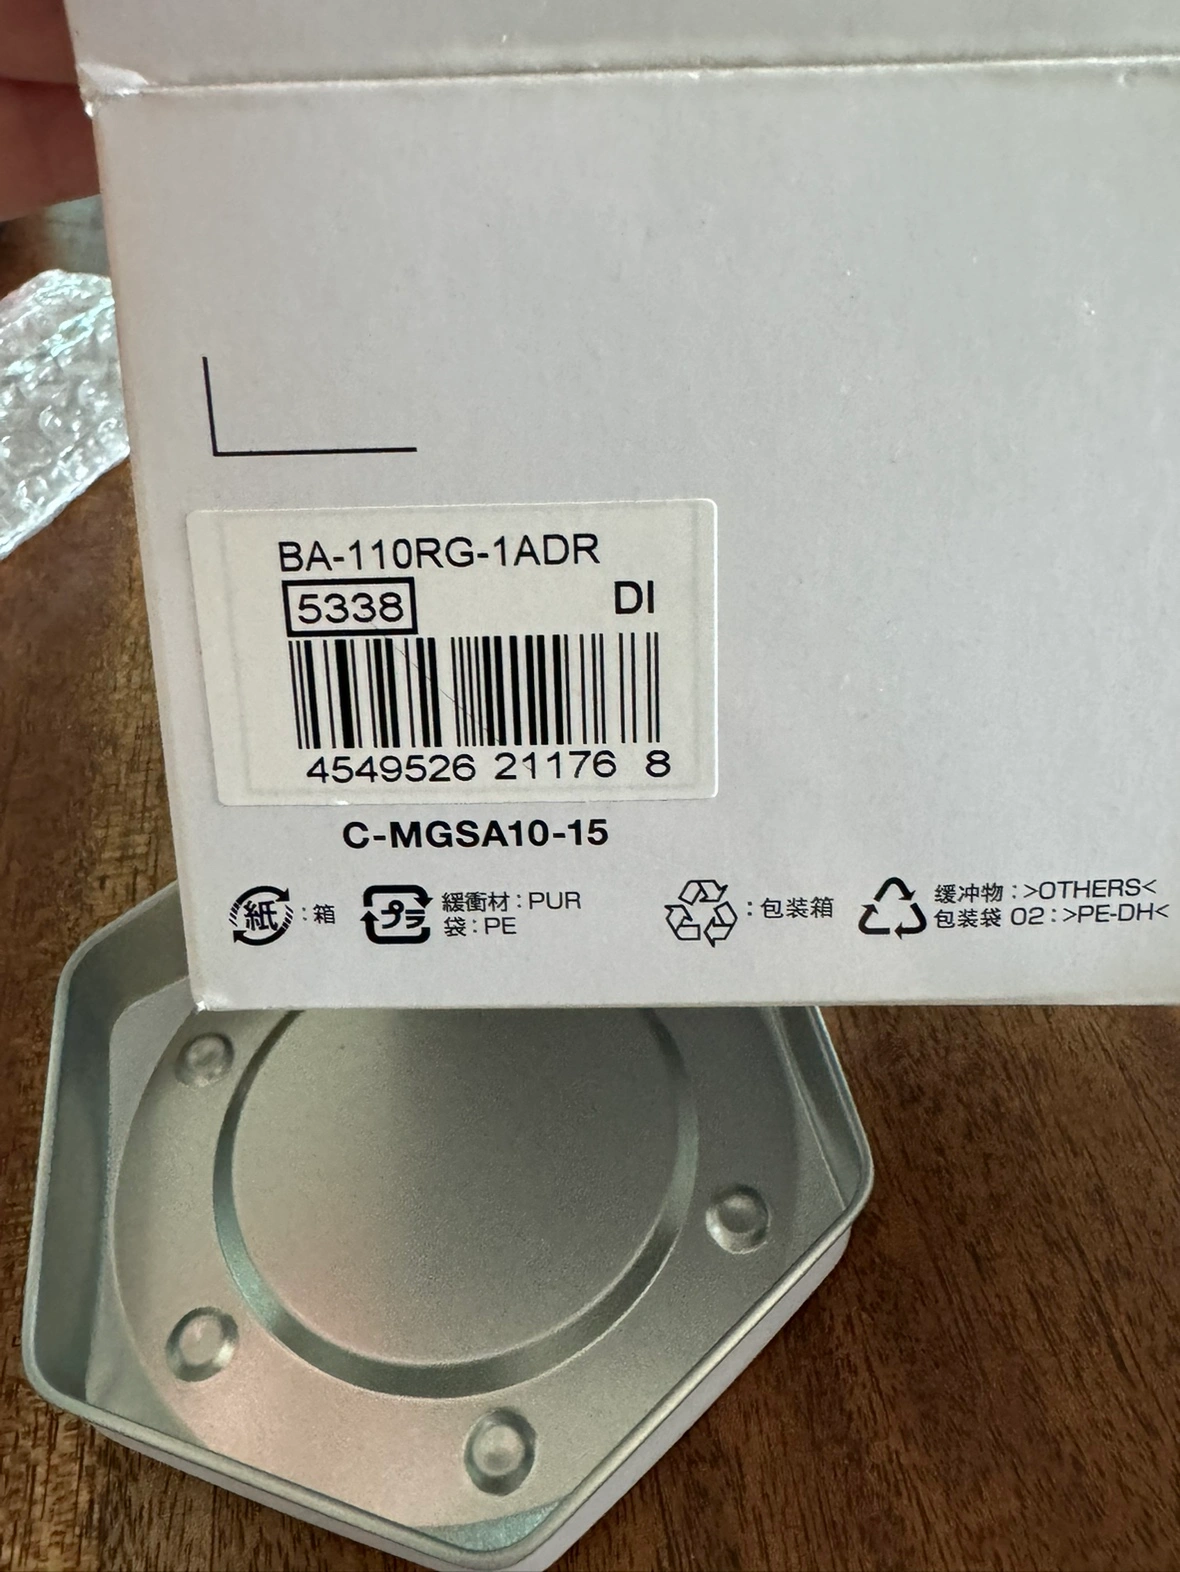 BA-110RG-1ADR
5338 DI
4549526 21176 8
C-MGSA10-15
紙 : 箱
プラ 緩衝材 : PUR
袋 : PE
: 包装箱
缓冲物 : >OTHERS<
包装袋 02 : >PE-DH<